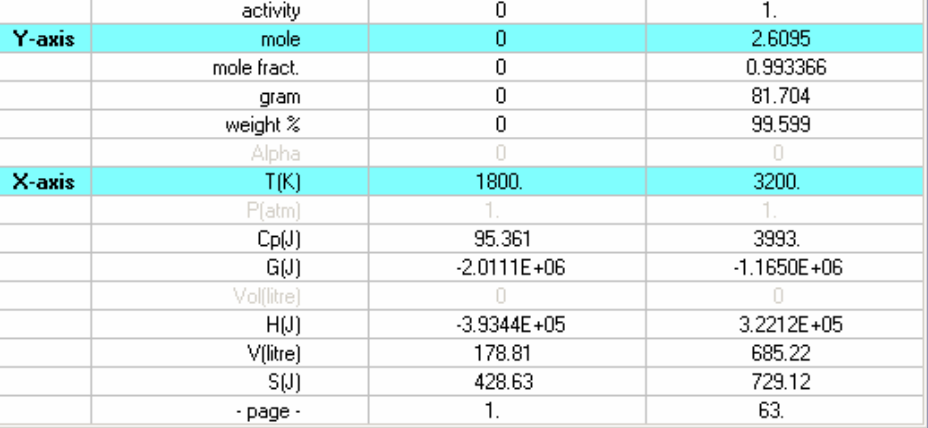 activity 0 1.
Y-axis mole 0 2.6095
mole fract. 0 0.993366
gram 0 81.704
weight % 0 99.599
Alpha 0 0
X-axis T(K) 1800. 3200.
P(atm) 1. 1.
Cp(J) 95.361 3993.
G(J) -2.0111E+06 -1.1650E+06
Vol(litre) 0 0
H(J) -3.9344E+05 3.2212E+05
V(litre) 178.81 685.22
S(J) 428.63 729.12
- page - 1. 63.